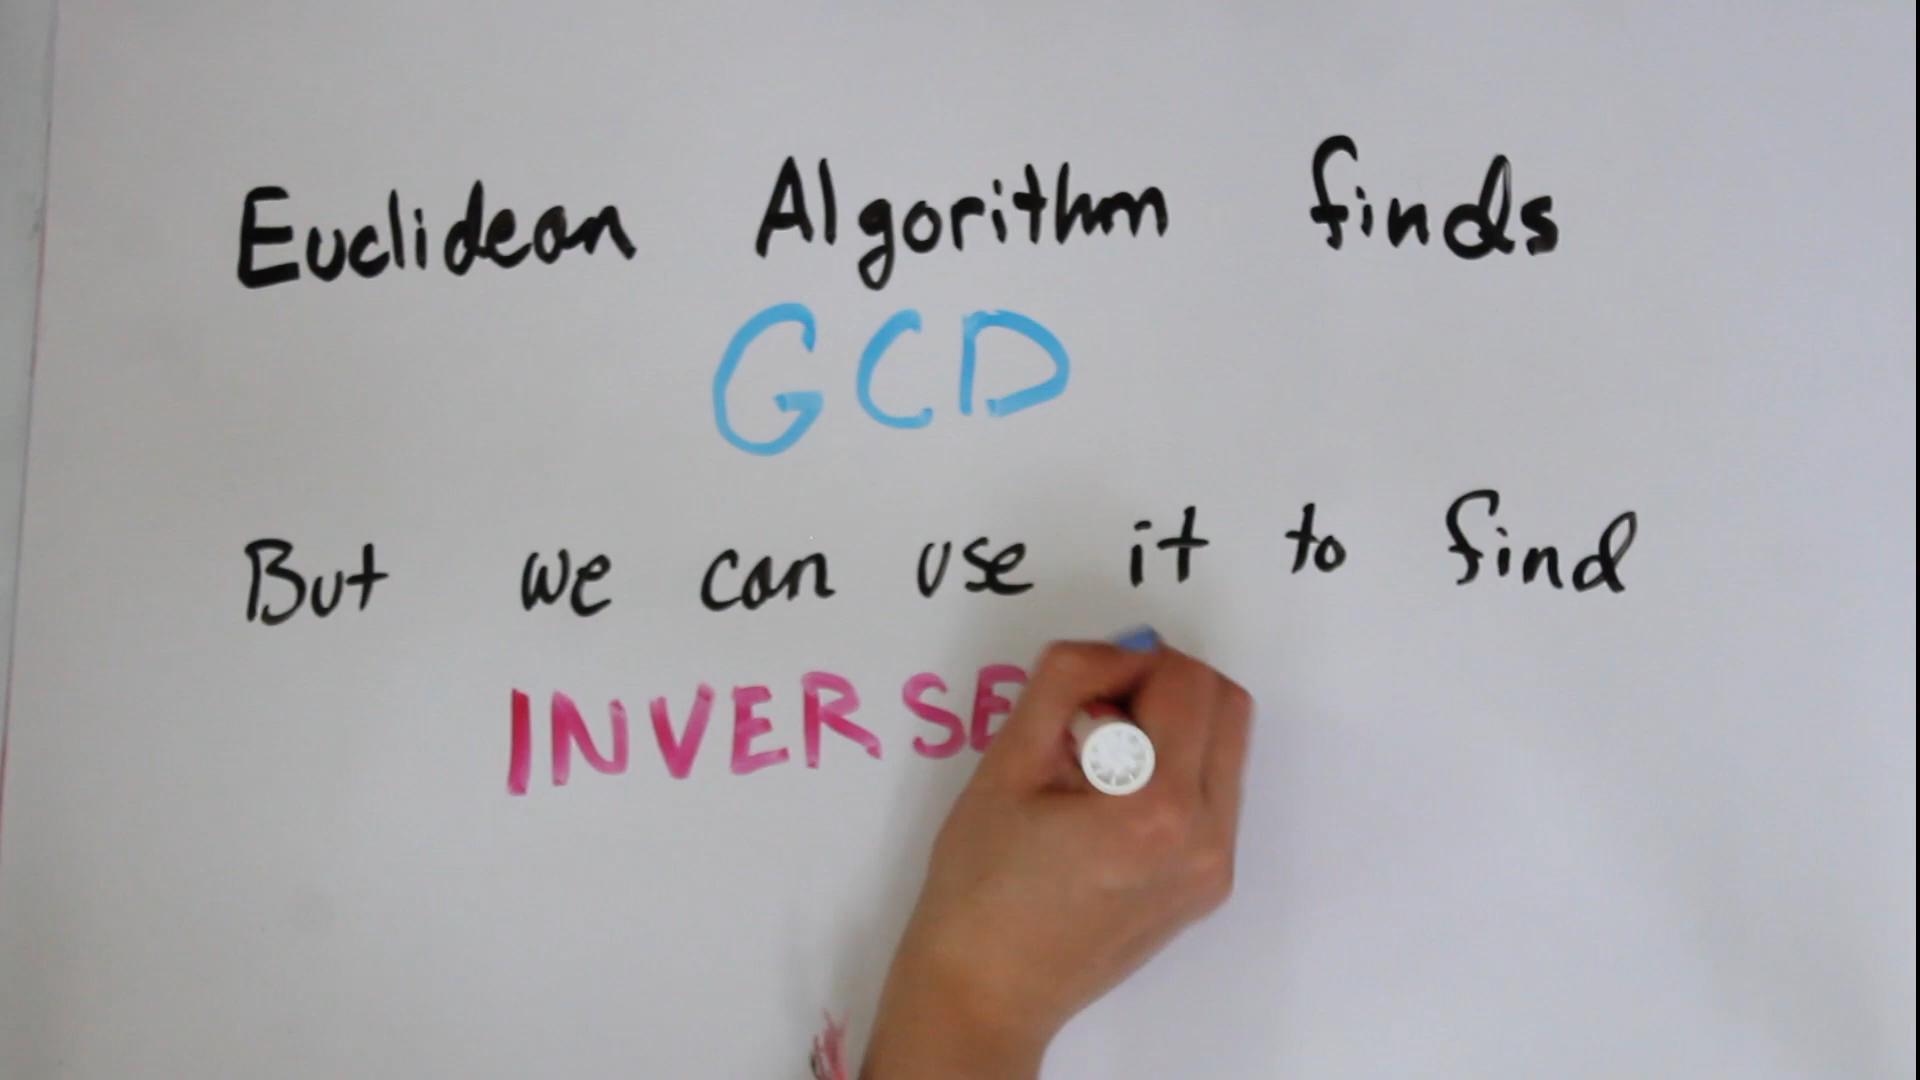 Euclidean Algorithm finds
GCD
But we can use it to find
INVERSE